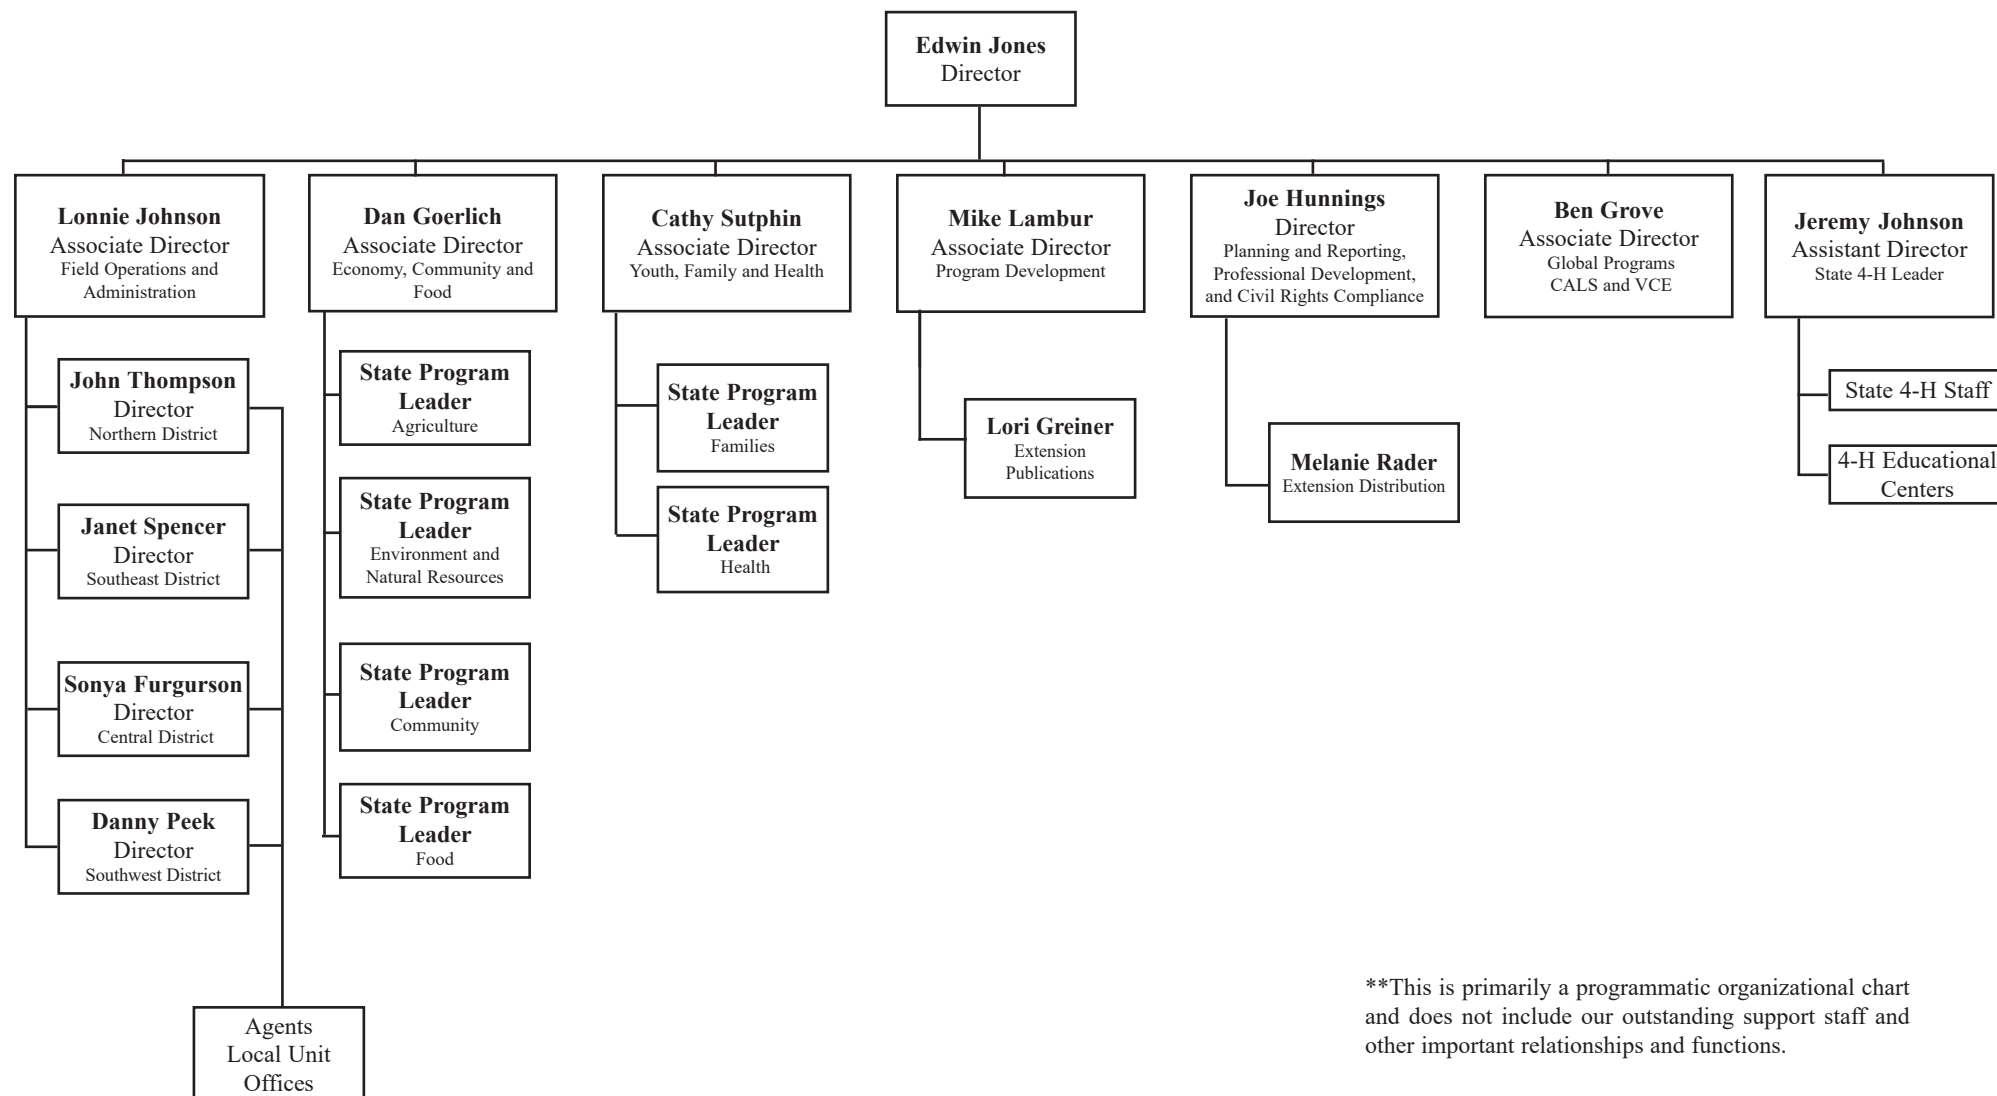 Edwin Jones
Director
Lonnie Johnson
Associate Director
Field Operations and
Administration
Dan Goerlich
Associate Director
Economy, Community and
Food
Cathy Sutphin
Associate Director
Youth, Family and Health
Mike Lambur
Associate Director
Program Development
Joe Hunnings
Director
Planning and Reporting,
Professional Development,
and Civil Rights Compliance
Ben Grove
Associate Director
Global Programs
CALS and VCE
Jeremy Johnson
Assistant Director
State 4-H Leader
John Thompson
Director
Northern District
Janet Spencer
Director
Southeast District
Sonya Furgurson
Director
Central District
Danny Peek
Director
Southwest District
Agents
Local Unit
Offices
State Program
Leader
Agriculture
State Program
Leader
Environment and
Natural Resources
State Program
Leader
Community
State Program
Leader
Food
State Program
Leader
Families
State Program
Leader
Health
Lori Greiner
Extension
Publications
Melanie Rader
Extension Distribution
State 4-H Staff
4-H Educational
Centers
**This is primarily a programmatic organizational chart
and does not include our outstanding support staff and
other important relationships and functions.